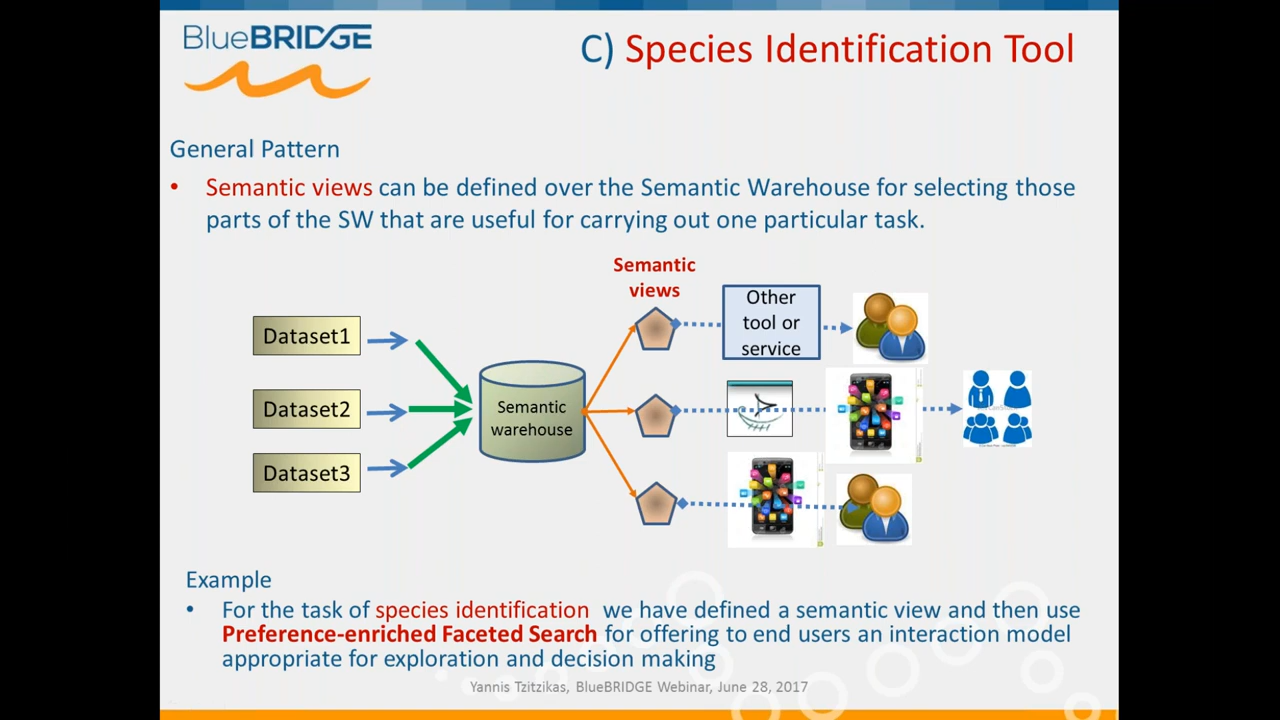 BlueBRIDGE
C) Species Identification Tool
General Pattern
• Semantic views can be defined over the Semantic Warehouse for selecting those
parts of the SW that are useful for carrying out one particular task.
Semantic
views
Dataset1
Dataset2
Dataset3
Semantic
warehouse
Other
tool or
service
Example
• For the task of species identification we have defined a semantic view and then use
Preference-enriched Faceted Search for offering to end users an interaction model
appropriate for exploration and decision making
Yannis Tzitzikas, BlueBRIDGE Webinar, June 28, 2017